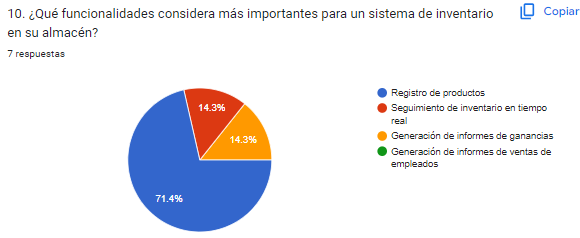 10. ¿Qué funcionalidades considera más importantes para un sistema de inventario
en su almacén?
Copiar
7 respuestas
14.3%
14.3%
71.4%
Registro de productos
Seguimiento de inventario en tiempo
real
Generación de informes de ganancias
Generación de informes de ventas de
empleados